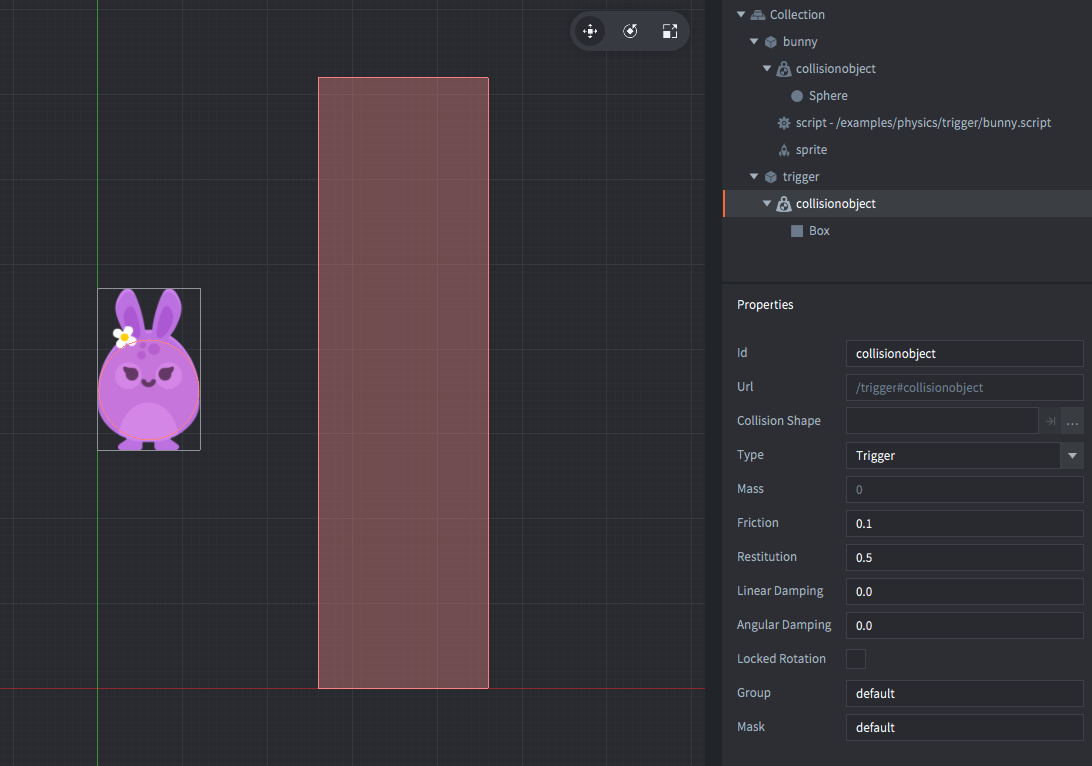 Collection
bunny
collisionobject
Sphere
script - /examples/physics/trigger/bunny.script
sprite
trigger
collisionobject
Box
Properties
Id collisionobject
Url /trigger#collisionobject
Collision Shape ...
Type Trigger
Mass 0
Friction 0.1
Restitution 0.5
Linear Damping 0.0
Angular Damping 0.0
Locked Rotation
Group default
Mask default